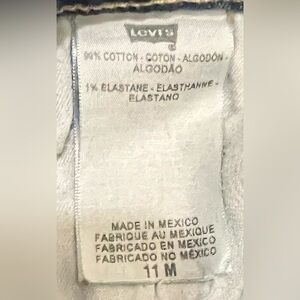 LEVI'S
99% COTTON - COTON - ALGODÓN -
ALGODÃO
1% ELASTANE - ELASTHANNE -
ELASTANO
MADE IN MEXICO
FABRIQUÉ AU MEXIQUE
FABRICADO EN MÉXICO
FABRICADO NO MÉXICO
11 M